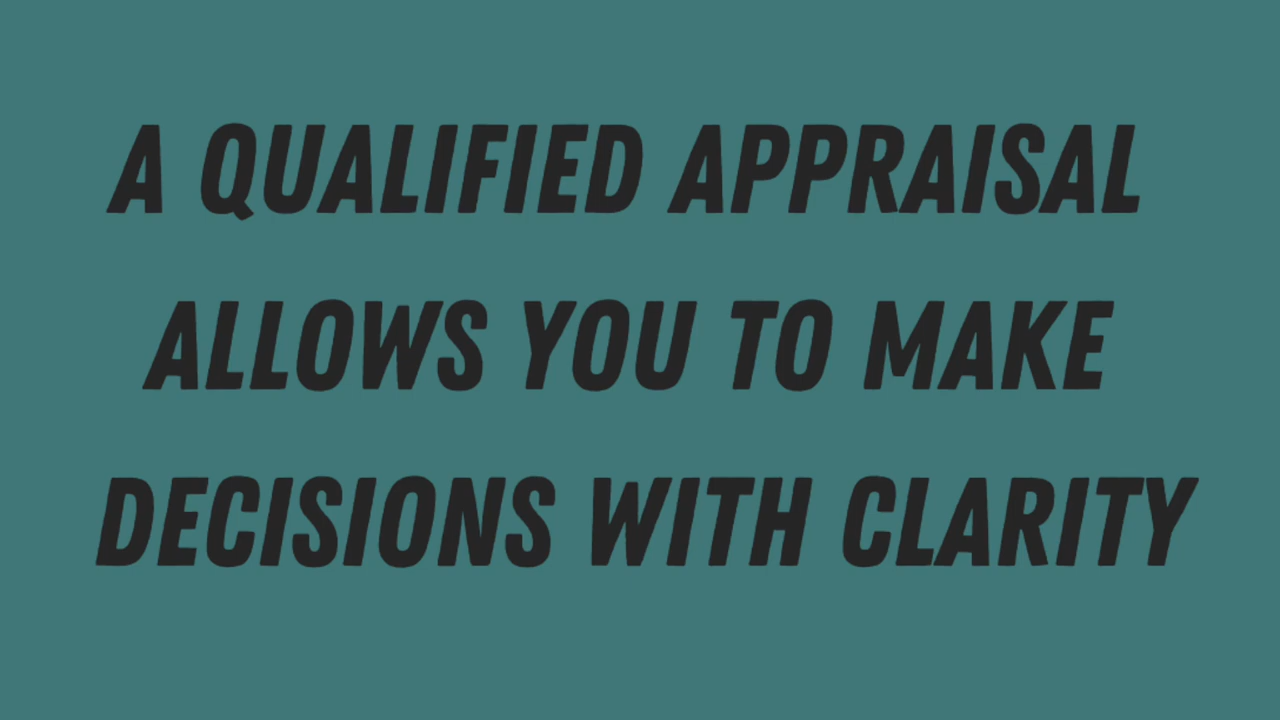 A QUALIFIED APPRAISAL
ALLOWS YOU TO MAKE
DECISIONS WITH CLARITY